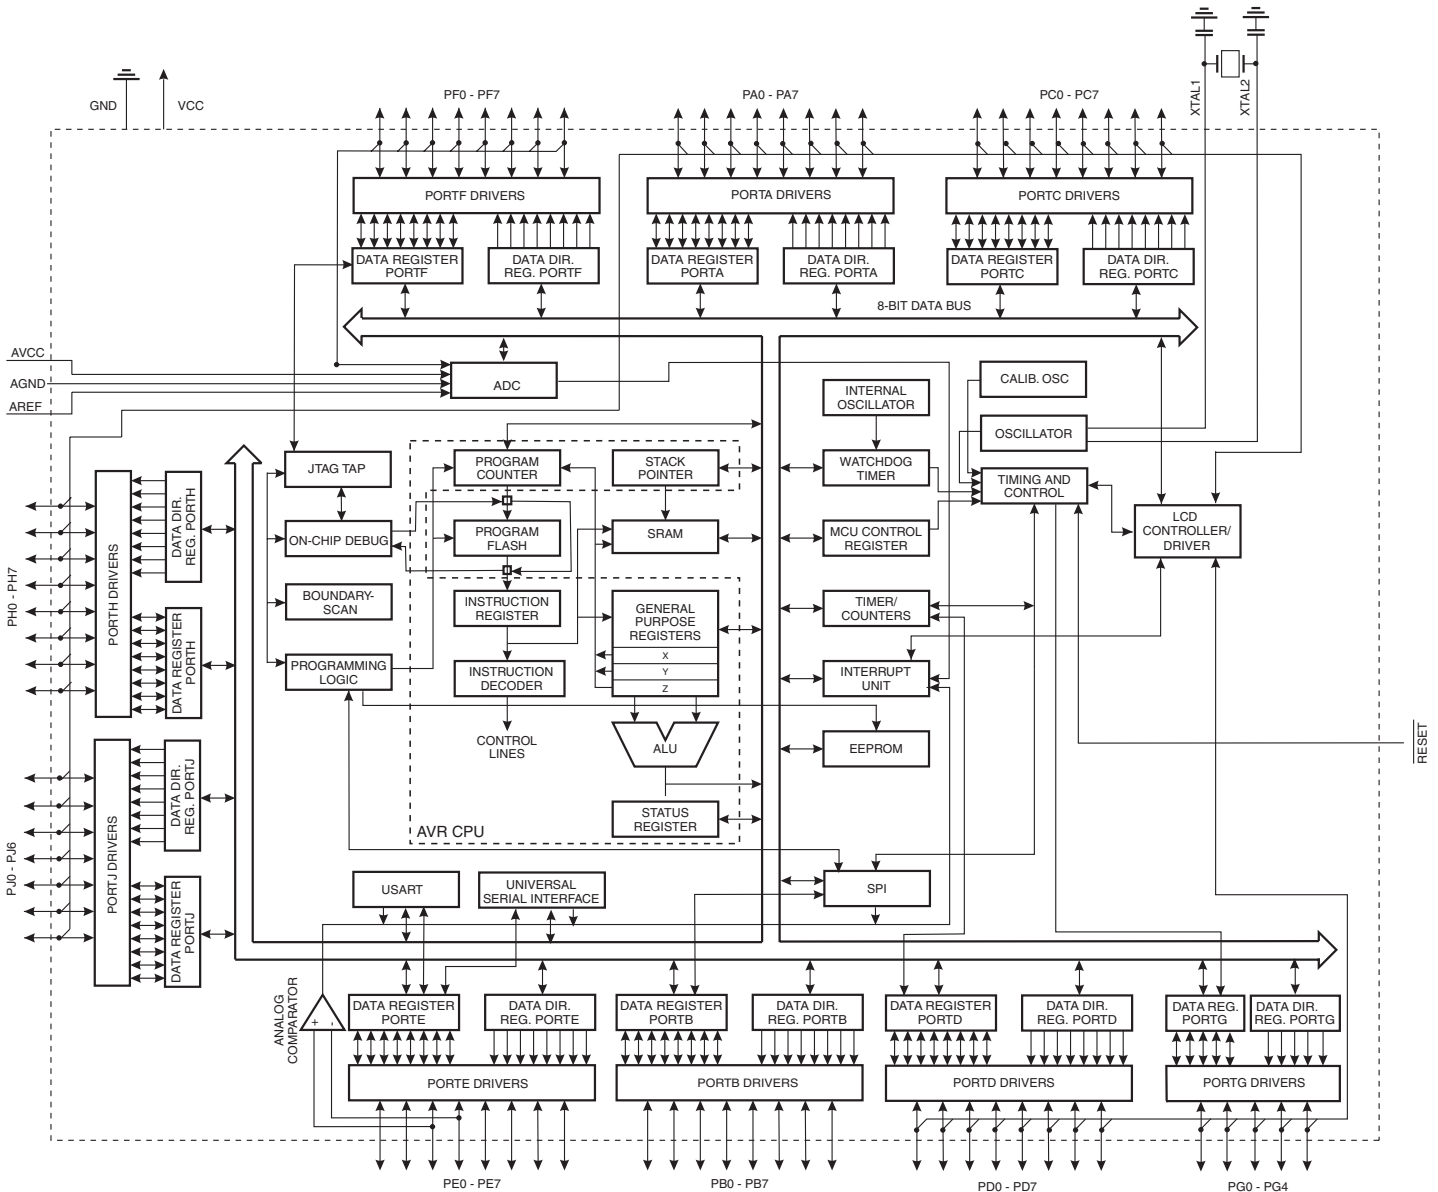 XTAL1
XTAL2
GND
VCC
PF0 - PF7
PA0 - PA7
PC0 - PC7
PORTF DRIVERS
PORTA DRIVERS
PORTC DRIVERS
DATA REGISTER
PORTF
DATA DIR.
REG. PORTF
DATA REGISTER
PORTA
DATA DIR.
REG. PORTA
DATA REGISTER
PORTC
DATA DIR.
REG. PORTC
8-BIT DATA BUS
AVCC
AGND
AREF
ADC
INTERNAL
OSCILLATOR
CALIB. OSC
OSCILLATOR
JTAG TAP
PROGRAM
COUNTER
STACK
POINTER
WATCHDOG
TIMER
TIMING AND
CONTROL
LCD
CONTROLLER/
DRIVER
ON-CHIP DEBUG
PROGRAM
FLASH
SRAM
MCU CONTROL
REGISTER
BOUNDARY-
SCAN
INSTRUCTION
REGISTER
GENERAL
PURPOSE
REGISTERS
X
Y
Z
TIMER/
COUNTERS
PROGRAMMING
LOGIC
INSTRUCTION
DECODER
INTERRUPT
UNIT
CONTROL
LINES
ALU
EEPROM
RESET
STATUS
REGISTER
AVR CPU
PH0 - PH7
PORTH DRIVERS
DATA DIR.
REG. PORTH
DATA REGISTER
PORTH
PJ0 - PJ6
PORTJ DRIVERS
DATA DIR.
REG. PORTJ
DATA REGISTER
PORTJ
USART
UNIVERSAL
SERIAL INTERFACE
SPI
ANALOG
COMPARATOR
+
-
DATA REGISTER
PORTE
DATA DIR.
REG. PORTE
DATA REGISTER
PORTB
DATA DIR.
REG. PORTB
DATA REGISTER
PORTD
DATA DIR.
REG. PORTD
DATA REG.
PORTG
DATA DIR.
REG. PORTG
PORTE DRIVERS
PORTB DRIVERS
PORTD DRIVERS
PORTG DRIVERS
PE0 - PE7
PB0 - PB7
PD0 - PD7
PG0 - PG4